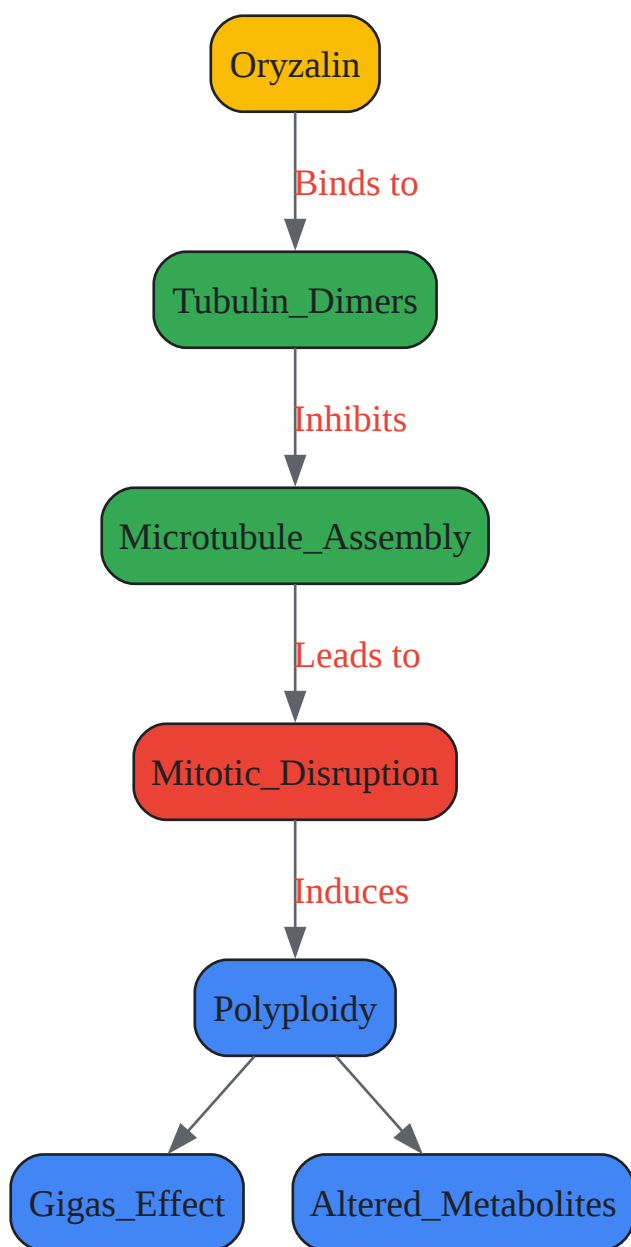 Oryzalin
Binds to
Tubulin_Dimers
Inhibits
Microtubule_Assembly
Leads to
Mitotic_Disruption
Induces
Polyploidy
Gigas_Effect
Altered_Metabolites